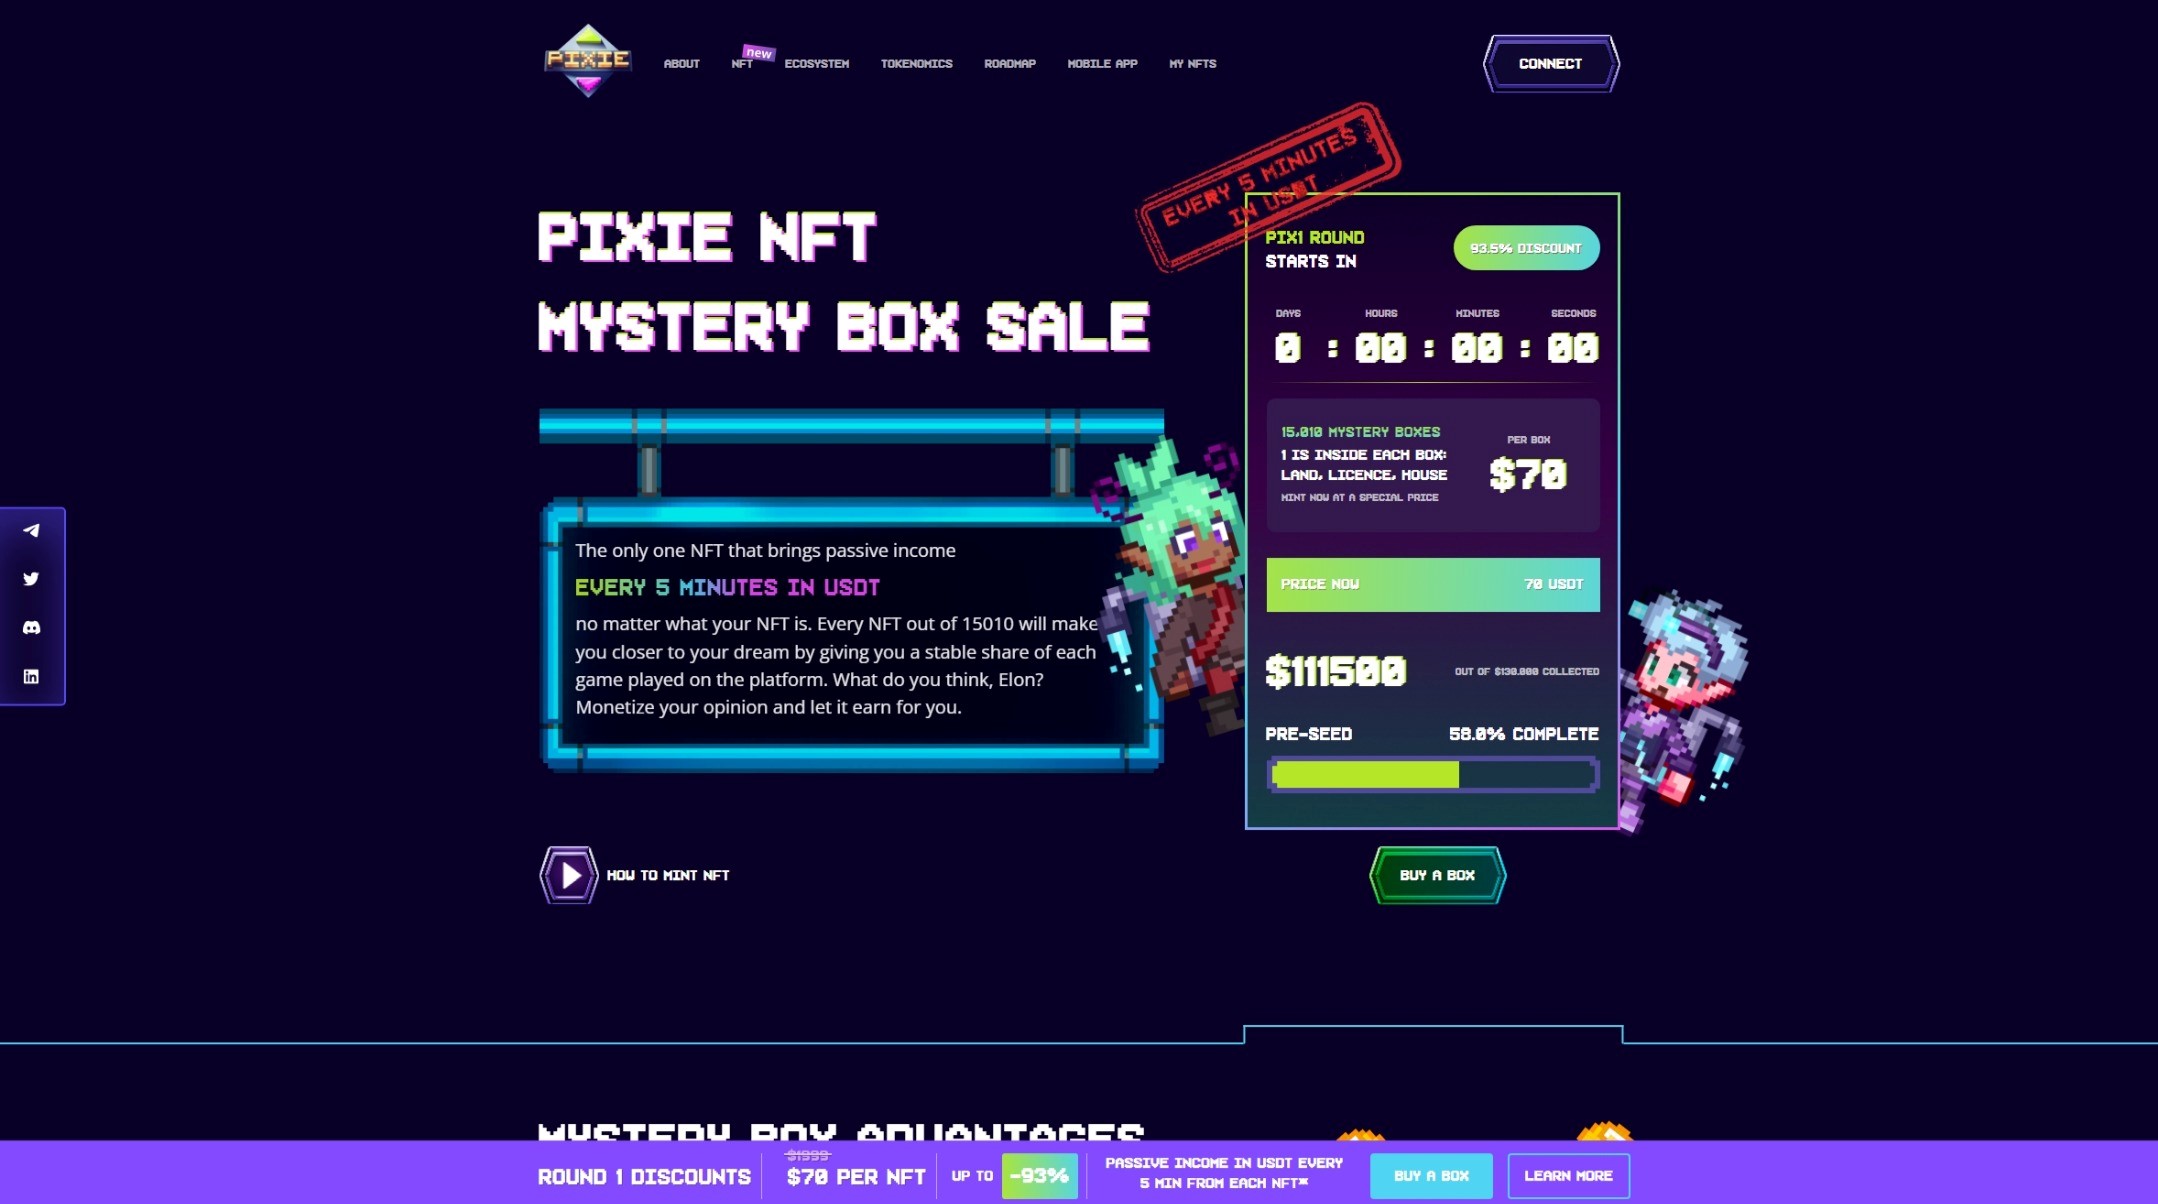 PIXIE
ABOUT
NFT
new
ECOSYSTEM
TOKENOMICS
ROADMAP
MOBILE APP
MY NFTS
CONNECT
EVERY 5 MINUTES
IN USDT
PIXIE NFT
MYSTERY BOX SALE
The only one NFT that brings passive income
EVERY 5 MINUTES IN USDT
no matter what your NFT is. Every NFT out of 15010 will make
you closer to your dream by giving you a stable share of each
game played on the platform. What do you think, Elon?
Monetize your opinion and let it earn for you.
HOW TO MINT NFT
PIX1 ROUND
STARTS IN
93.5% DISCOUNT
DAYS HOURS MINUTES SECONDS
0 : 00 : 00 : 00
15,010 MYSTERY BOXES
1 IS INSIDE EACH BOX:
LAND, LICENCE, HOUSE
MINT NOW AT A SPECIAL PRICE
PER BOX
$70
PRICE NOW 70 USDT
$111500 OUT OF $130.000 COLLECTED
PRE-SEED 58.0% COMPLETE
BUY A BOX
MYSTERY BOX ADVANTAGES
ROUND 1 DISCOUNTS
$1999
$70 PER NFT
UP TO -93%
PASSIVE INCOME IN USDT EVERY
5 MIN FROM EACH NFT*
BUY A BOX
LEARN MORE